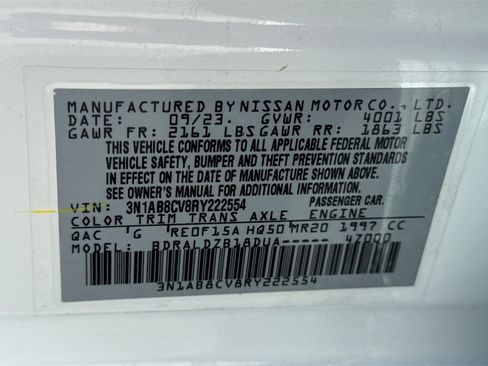 MANUFACTURED BY NISSAN MOTOR CO., LTD.
DATE: 09/23. GVWR: 4001 LBS
GAWR FR: 2161 LBS GAWR RR: 1863 LBS
THIS VEHICLE CONFORMS TO ALL APPLICABLE FEDERAL MOTOR
VEHICLE SAFETY, BUMPER AND THEFT PREVENTION STANDARDS
IN EFFECT ON THE DATE OF MANUFACTURE SHOWN ABOVE.
SEE OWNER'S MANUAL FOR ADDITIONAL INFORMATION.
VIN: 3N1AB8CV8RY222554 PASSENGER CAR.
COLOR TRIM TRANS AXLE ENGINE
QAC G RE0F15A HQ50 MR20 1997 CC
MODEL: BDRALDZB18DUA----- 47000
3N1AB8CV8RY222554